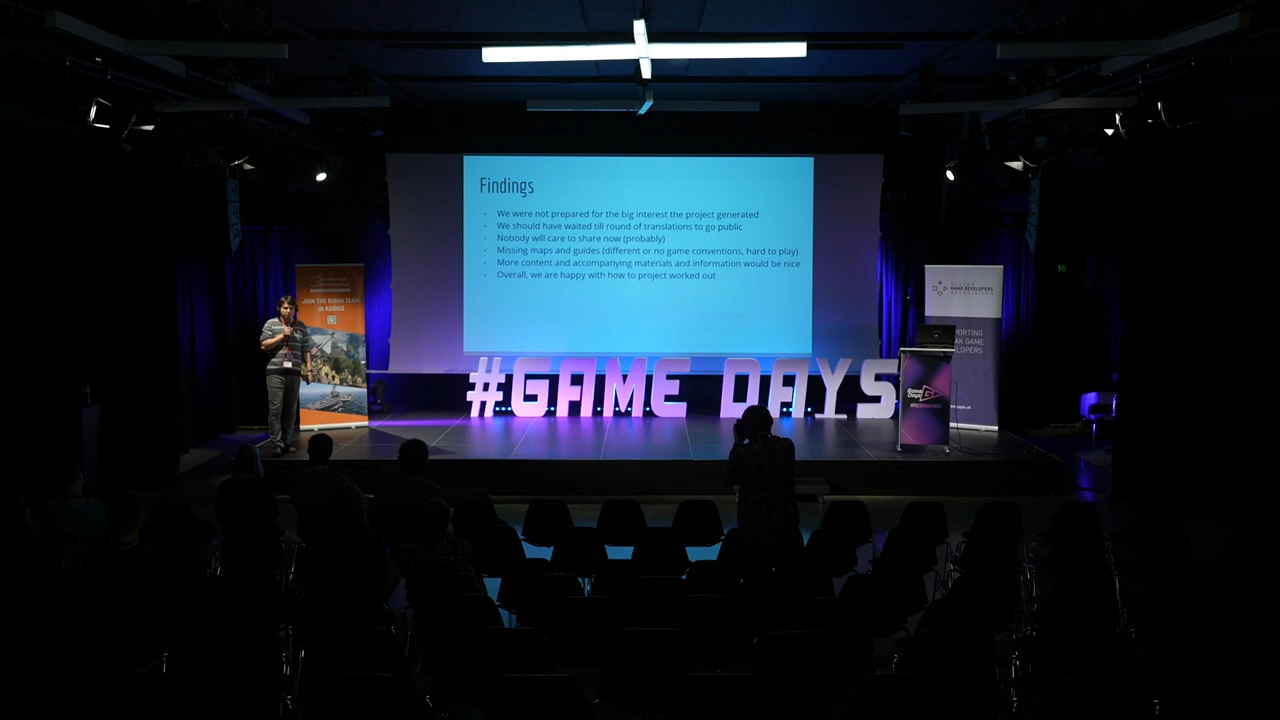 Findings
- We were not prepared for the big interest the project generated
- We should have waited till round of translations to go public
- Nobody will care to share now (probably)
- Missing maps and guides (different or no game conventions, hard to play)
- More content and accompanying materials and information would be nice
- Overall, we are happy with how to project worked out
JOIN THE BISim TEAM
IN KOŠICE
SLOVAK
GAME DEVELOPERS
ASSOCIATION
PORTING
AK GAME
LOPERS
#GAME DAYS
Game
Days